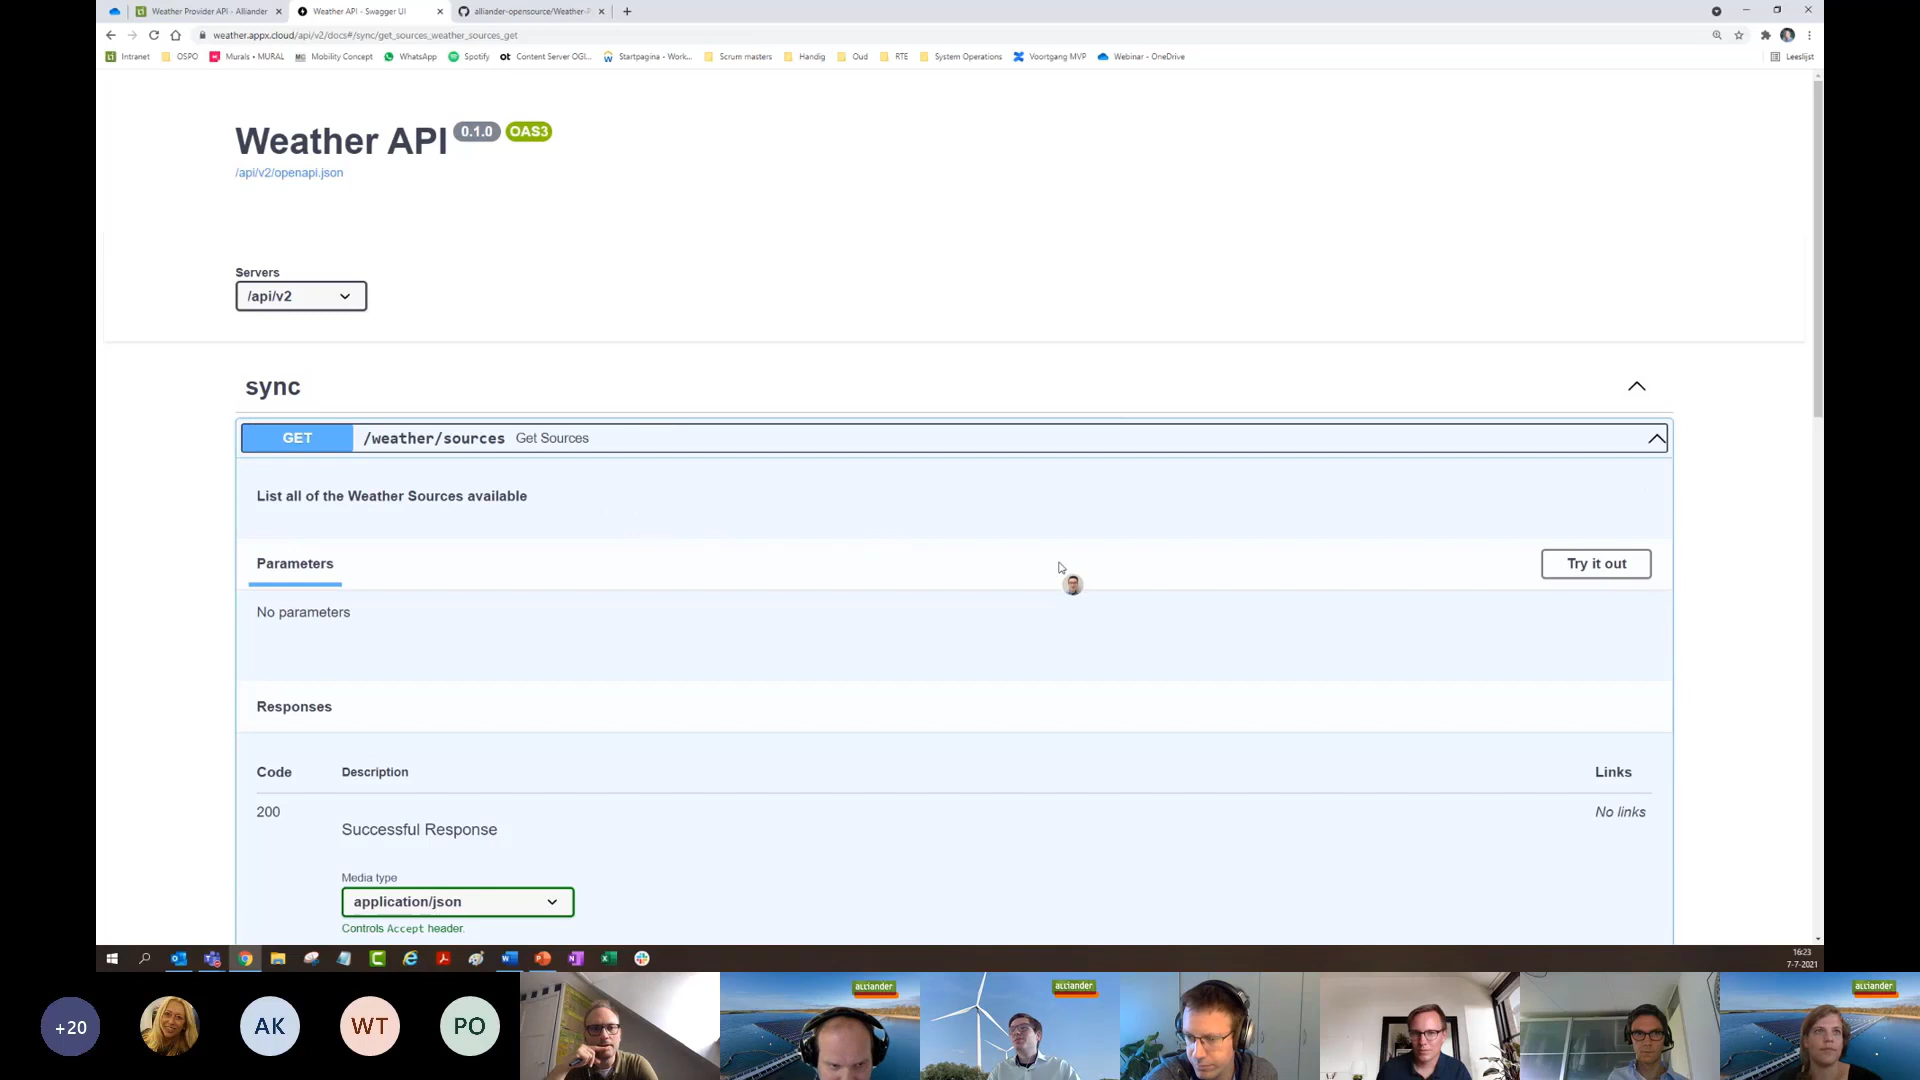 Weather Provider API - Alliander
Weather API - Swagger UI
alliander-opensource/Weather-P
weather.appx.cloud/api/v2/docs#/sync/get_sources_weather_sources_get
Intranet OSPO Murals • MURAL Mobility Concept WhatsApp Spotify Content Server OGI... Startpagina - Work... Scrum masters Handig Oud RTE System Operations Voortgang MVP Webinar - OneDrive Leeslijst
Weather API 0.1.0 OAS3
/api/v2/openapi.json
Servers
/api/v2
sync
GET /weather/sources Get Sources
List all of the Weather Sources available
Parameters
Try it out
No parameters
Responses
Code Description Links
200 No links
Successful Response
Media type
application/json
Controls Accept header.
16:23
7-7-2021
+20 AK WT PO
alliander
alliander
alliander